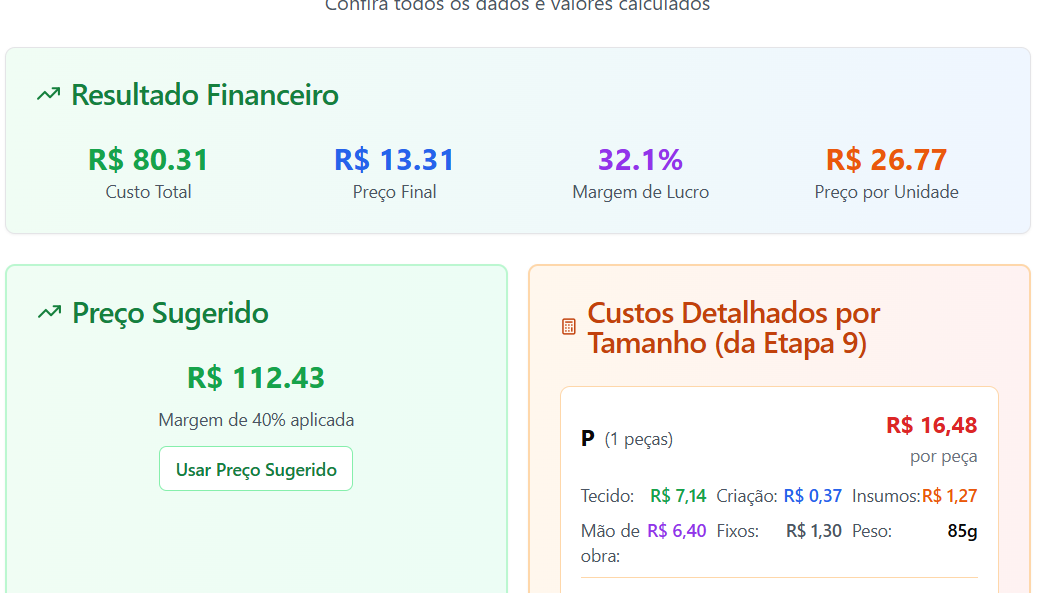 Confira todos os dados e valores calculados
Resultado Financeiro
R$ 80.31
Custo Total
R$ 13.31
Preço Final
32.1%
Margem de Lucro
R$ 26.77
Preço por Unidade
Preço Sugerido
R$ 112.43
Margem de 40% aplicada
Usar Preço Sugerido
Custos Detalhados por
Tamanho (da Etapa 9)
P (1 peças)
R$ 16,48
por peça
Tecido: R$ 7,14 Criação: R$ 0,37 Insumos: R$ 1,27
Mão de obra: R$ 6,40 Fixos: R$ 1,30 Peso: 85g